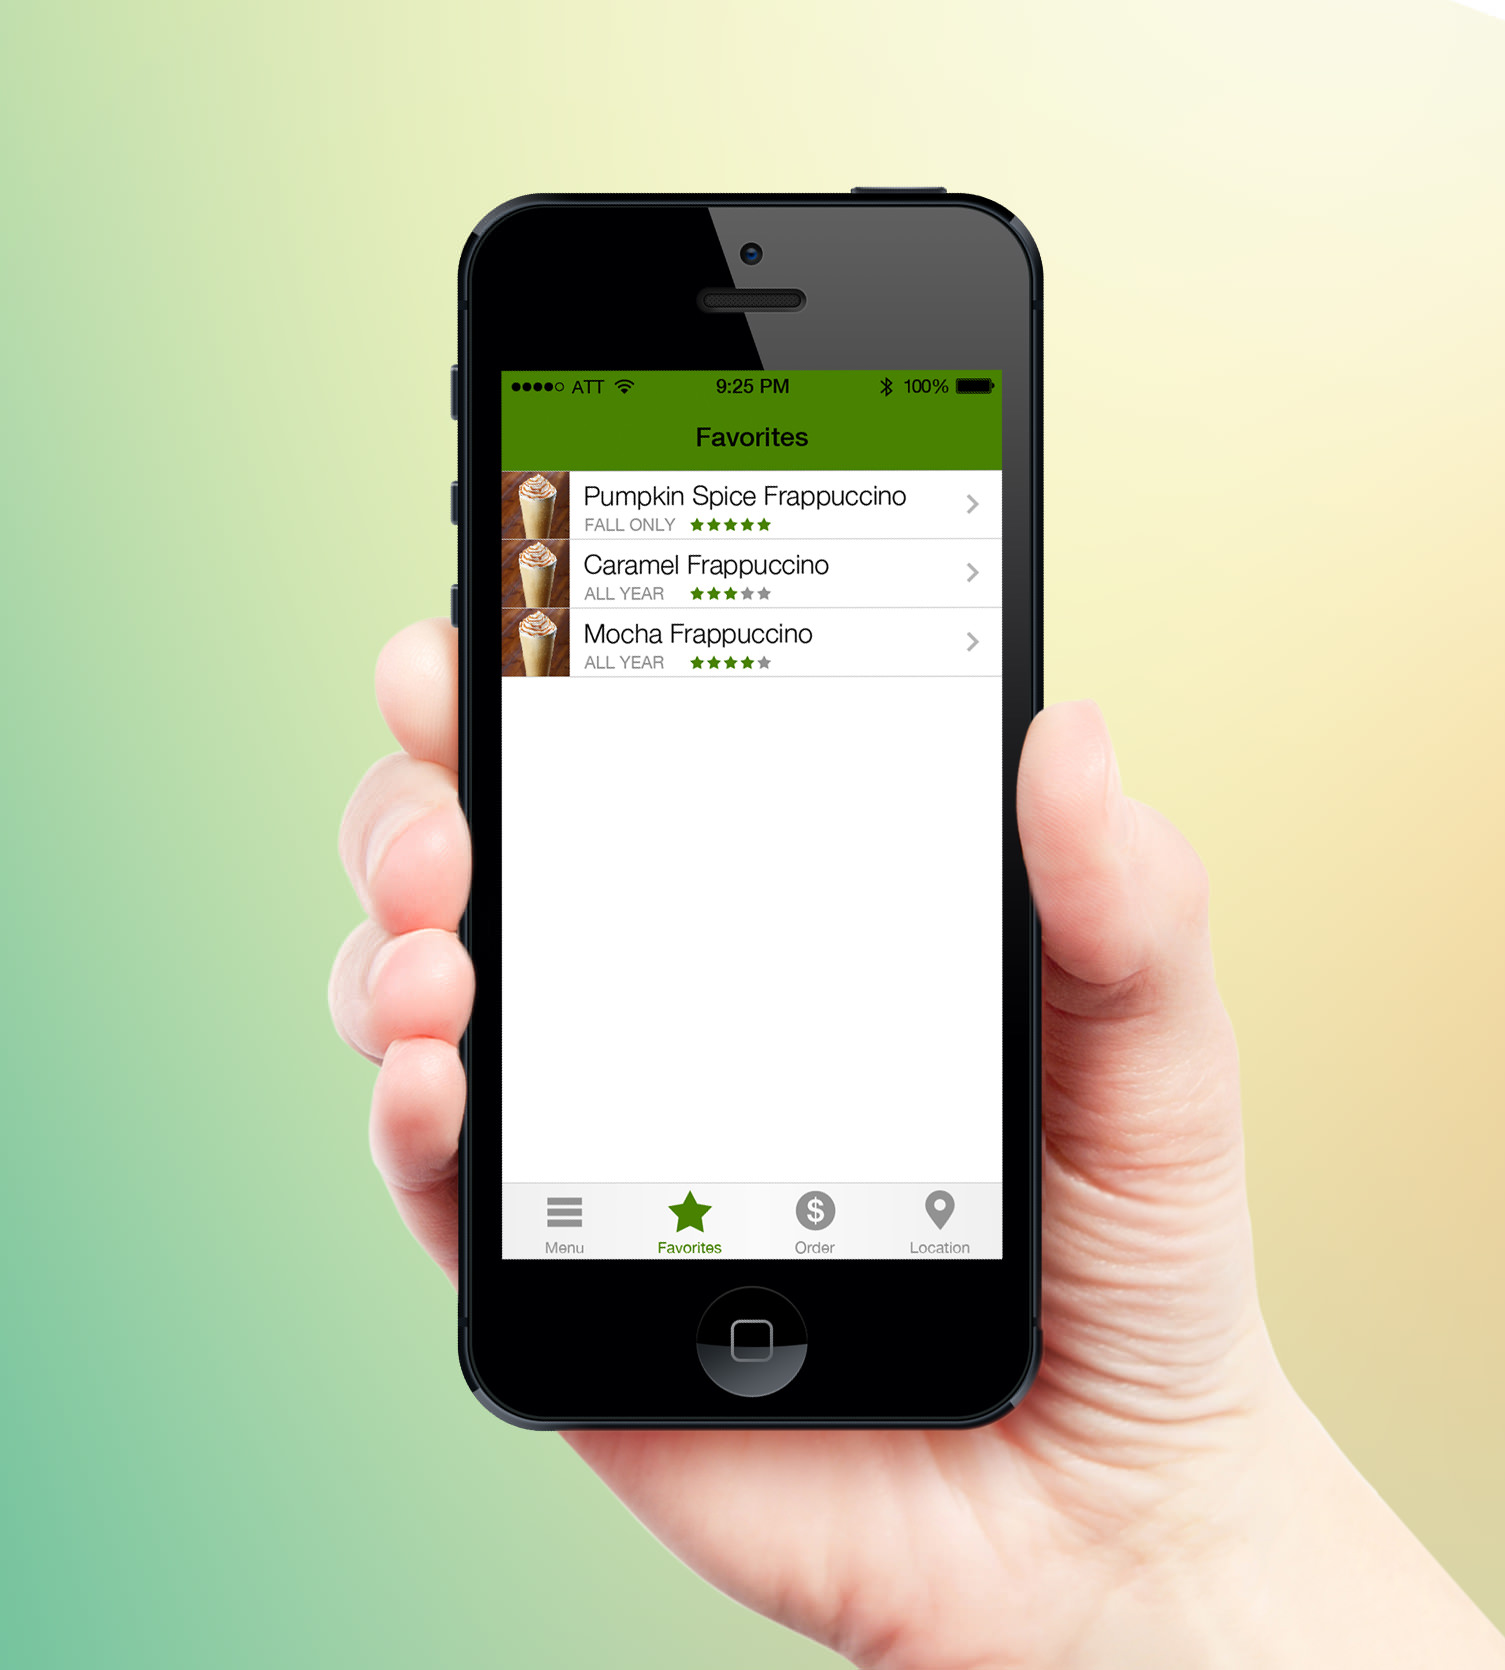 ATT 9:25 PM 100%
Favorites
Pumpkin Spice Frappuccino
FALL ONLY
Caramel Frappuccino
ALL YEAR
Mocha Frappuccino
ALL YEAR
$
Menu Favorites Order Location